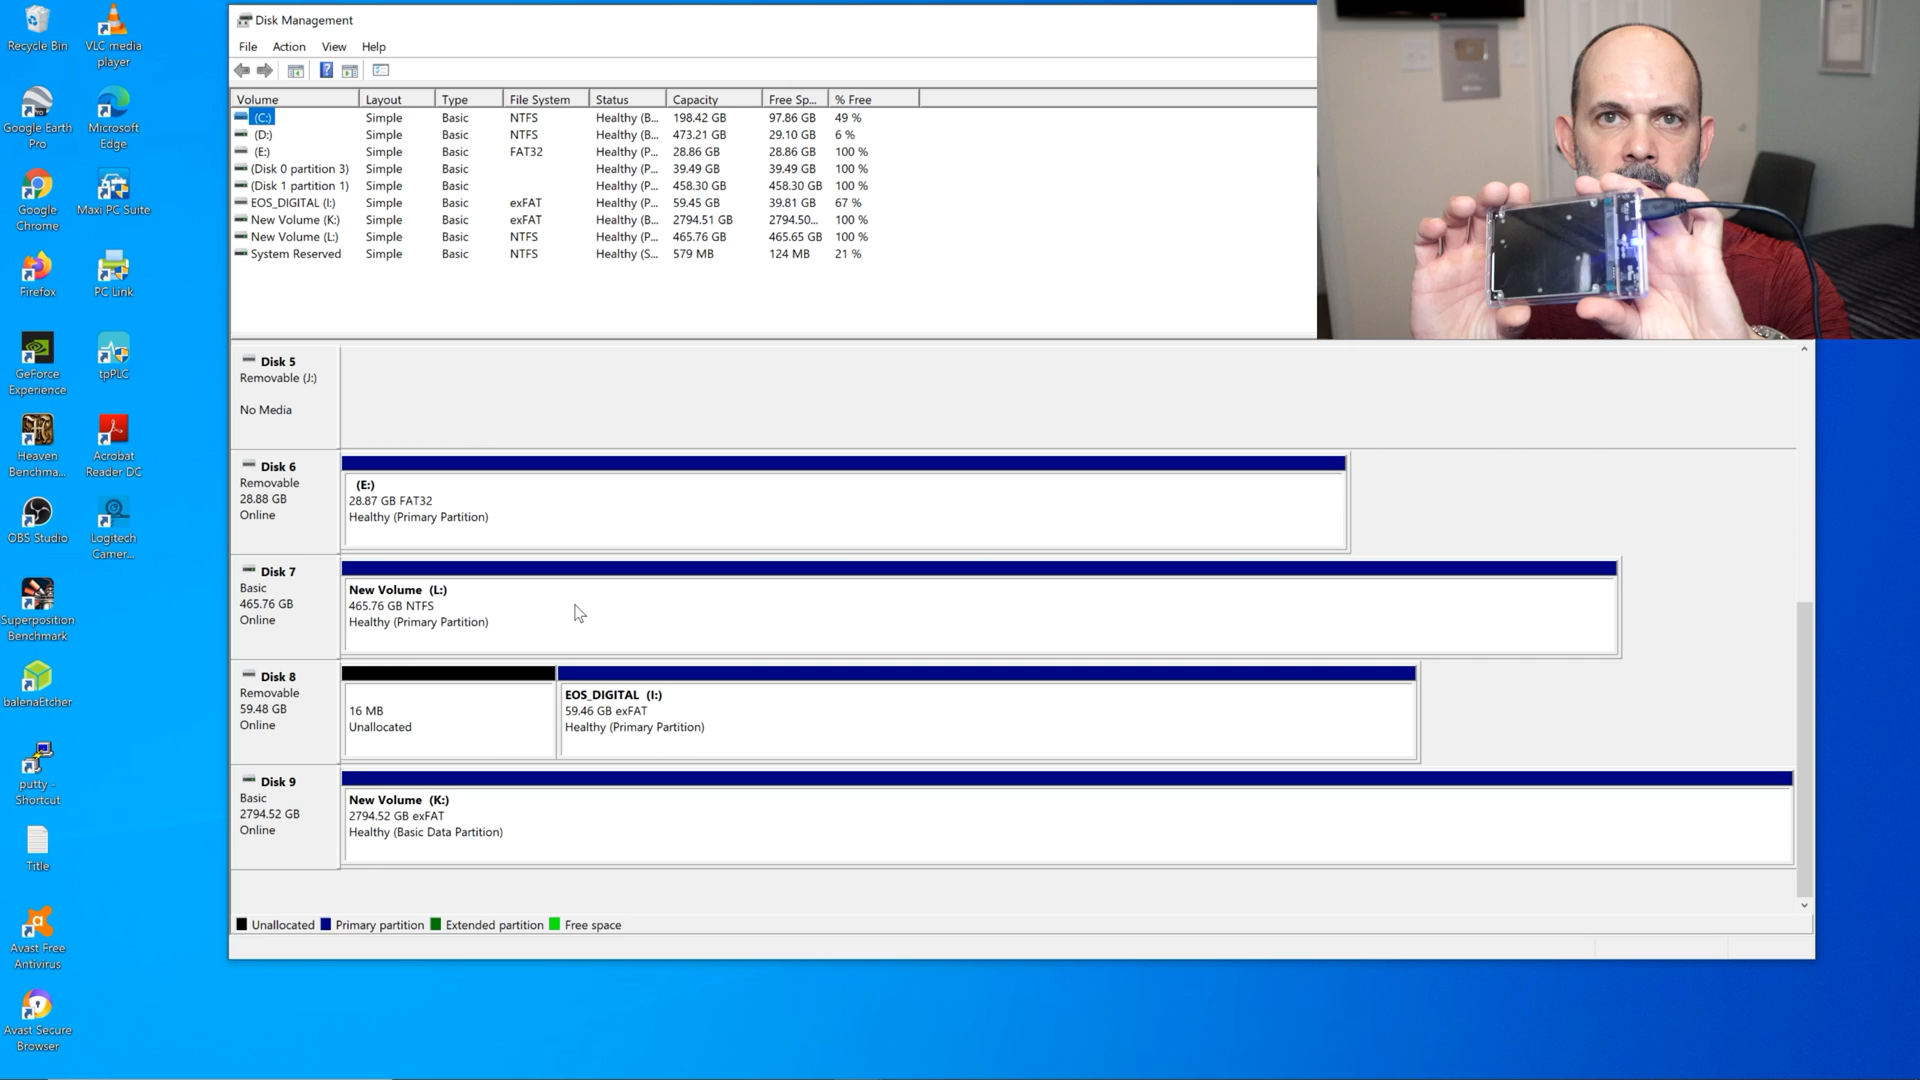 Recycle Bin
VLC media
player
Google Earth
Pro
Microsoft
Edge
Google
Chrome
Maxi PC Suite
Firefox
PC Link
GeForce
Experience
tpPLC
Heaven
Benchma...
Acrobat
Reader DC
OBS Studio
Logitech
Camer...
Superposition
Benchmark
balenaEtcher
putty -
Shortcut
Title
Avast Free
Antivirus
Avast Secure
Browser
Disk Management
File Action View Help
Volume Layout Type File System Status Capacity Free Sp... % Free
(C:) Simple Basic NTFS Healthy (B... 198.42 GB 97.86 GB 49 %
(D:) Simple Basic NTFS Healthy (B... 473.21 GB 29.10 GB 6 %
(E:) Simple Basic FAT32 Healthy (P... 28.86 GB 28.86 GB 100 %
(Disk 0 partition 3) Simple Basic Healthy (P... 39.49 GB 39.49 GB 100 %
(Disk 1 partition 1) Simple Basic Healthy (P... 458.30 GB 458.30 GB 100 %
EOS_DIGITAL (I:) Simple Basic exFAT Healthy (P... 59.45 GB 39.81 GB 67 %
New Volume (K:) Simple Basic exFAT Healthy (B... 2794.51 GB 2794.50... 100 %
New Volume (L:) Simple Basic NTFS Healthy (P... 465.76 GB 465.65 GB 100 %
System Reserved Simple Basic NTFS Healthy (S... 579 MB 124 MB 21 %
Disk 5
Removable (J:)
No Media
Disk 6
Removable
28.88 GB
Online
(E:)
28.87 GB FAT32
Healthy (Primary Partition)
Disk 7
Basic
465.76 GB
Online
New Volume (L:)
465.76 GB NTFS
Healthy (Primary Partition)
Disk 8
Removable
59.48 GB
Online
16 MB
Unallocated
EOS_DIGITAL (I:)
59.46 GB exFAT
Healthy (Primary Partition)
Disk 9
Basic
2794.52 GB
Online
New Volume (K:)
2794.52 GB exFAT
Healthy (Basic Data Partition)
Unallocated Primary partition Extended partition Free space